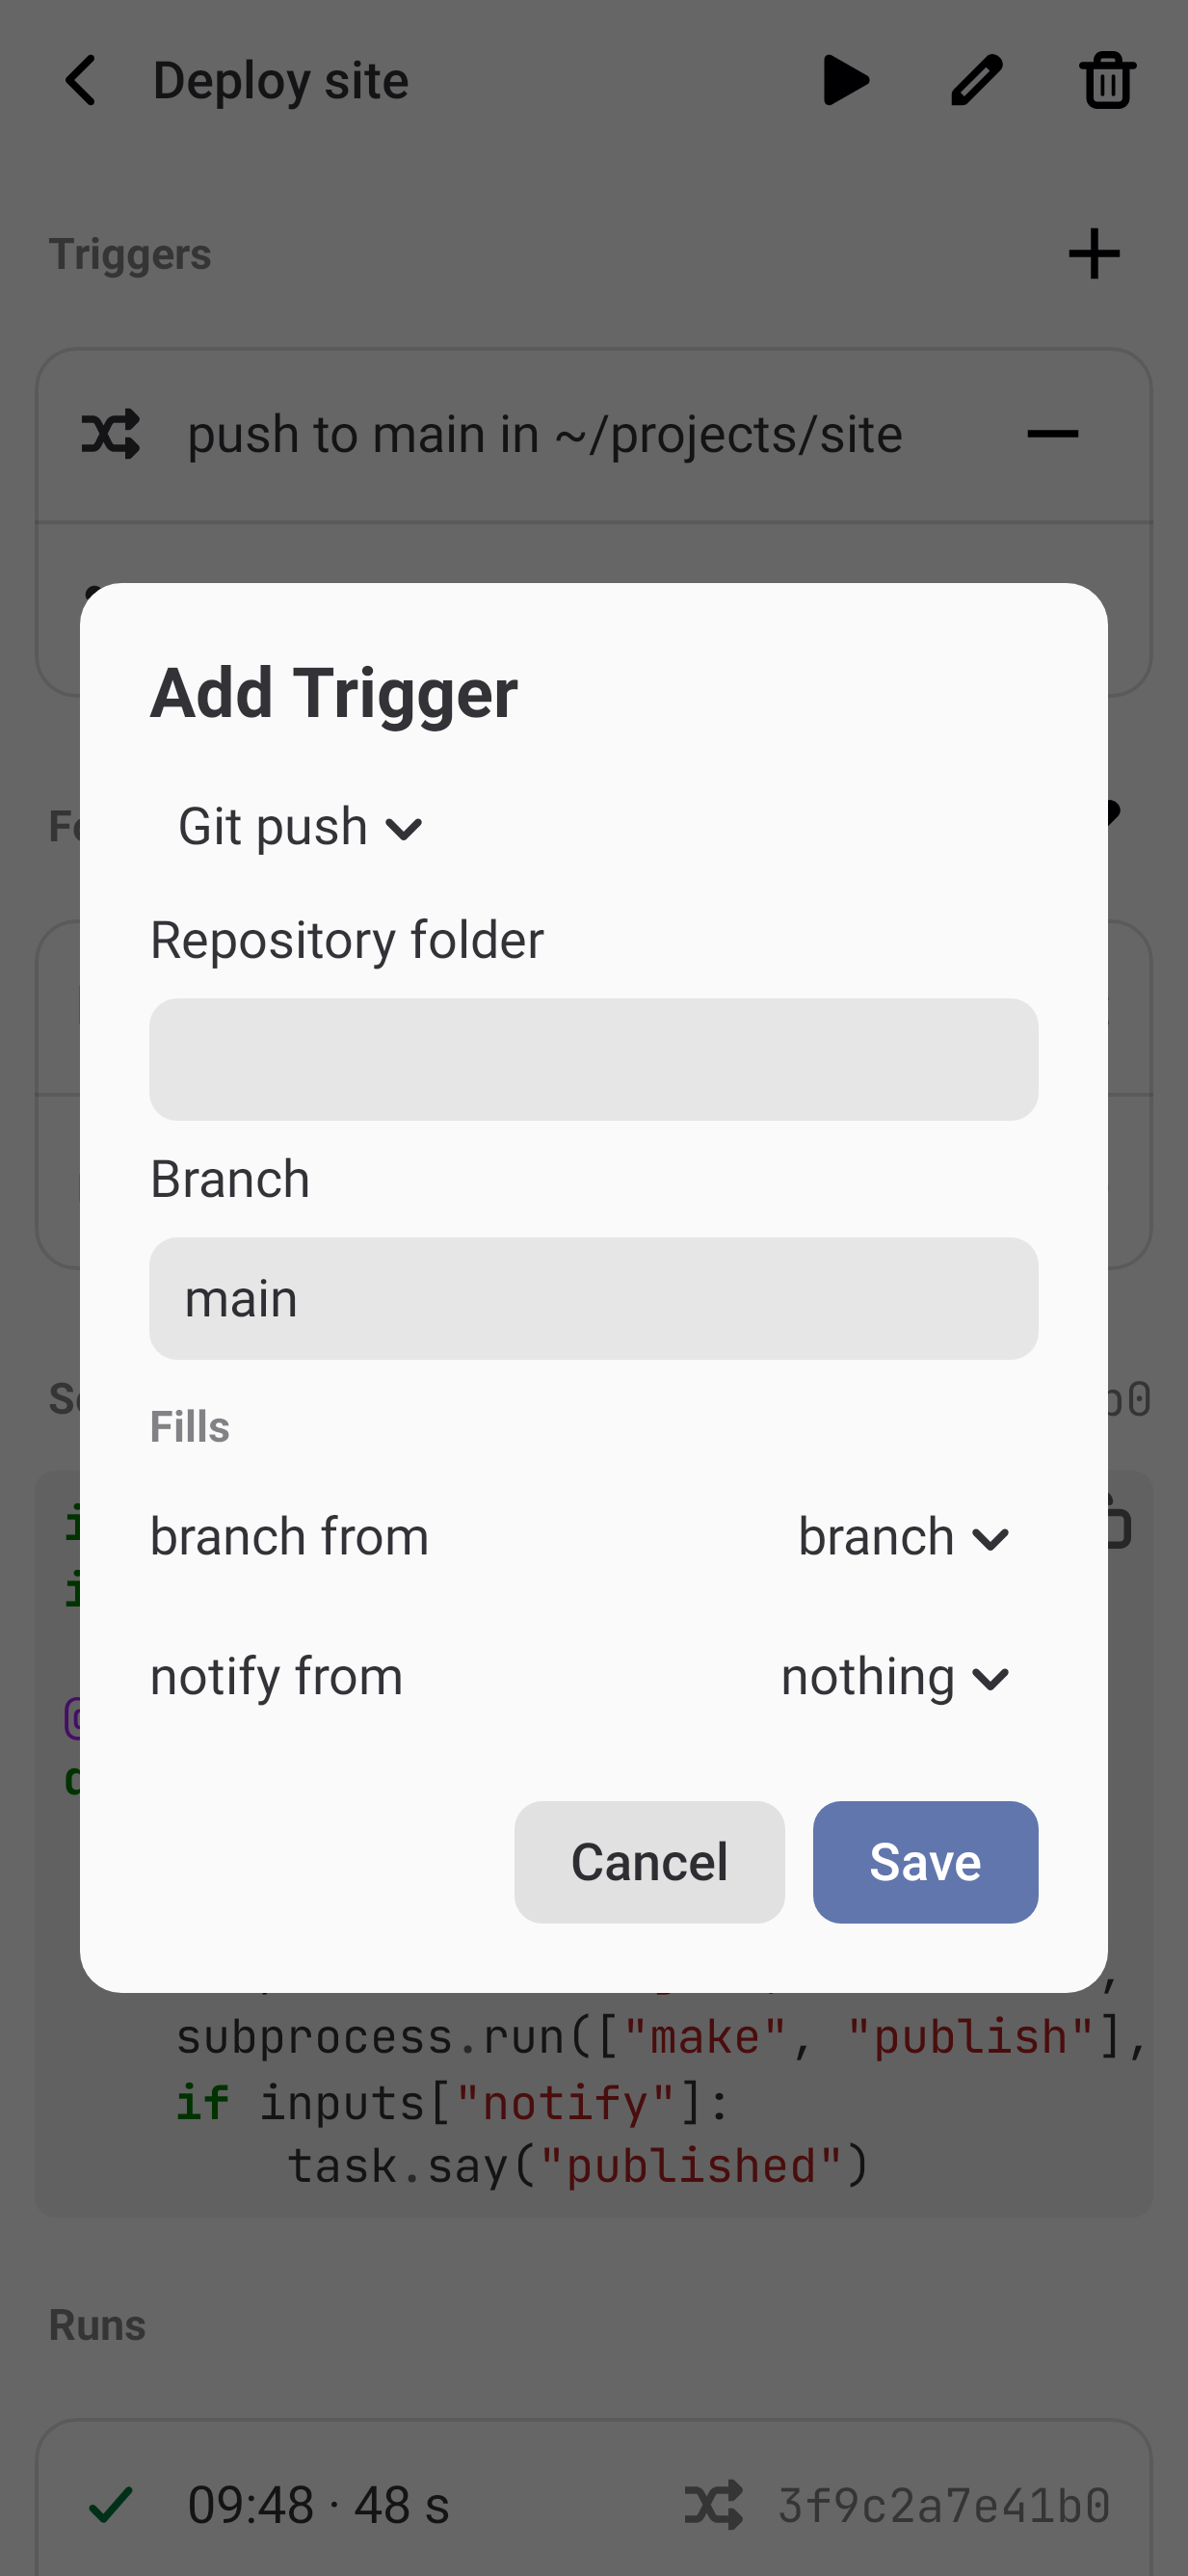 Deploy site
Triggers
push to main in ~/projects/site
Add Trigger
Git push
Repository folder
Branch
main
Fills
branch from branch
notify from nothing
Cancel Save
subprocess.run(["make", "publish"],
if inputs["notify"]:
task.say("published")
Runs
09:48 · 48 s 3f9c2a7e41b0